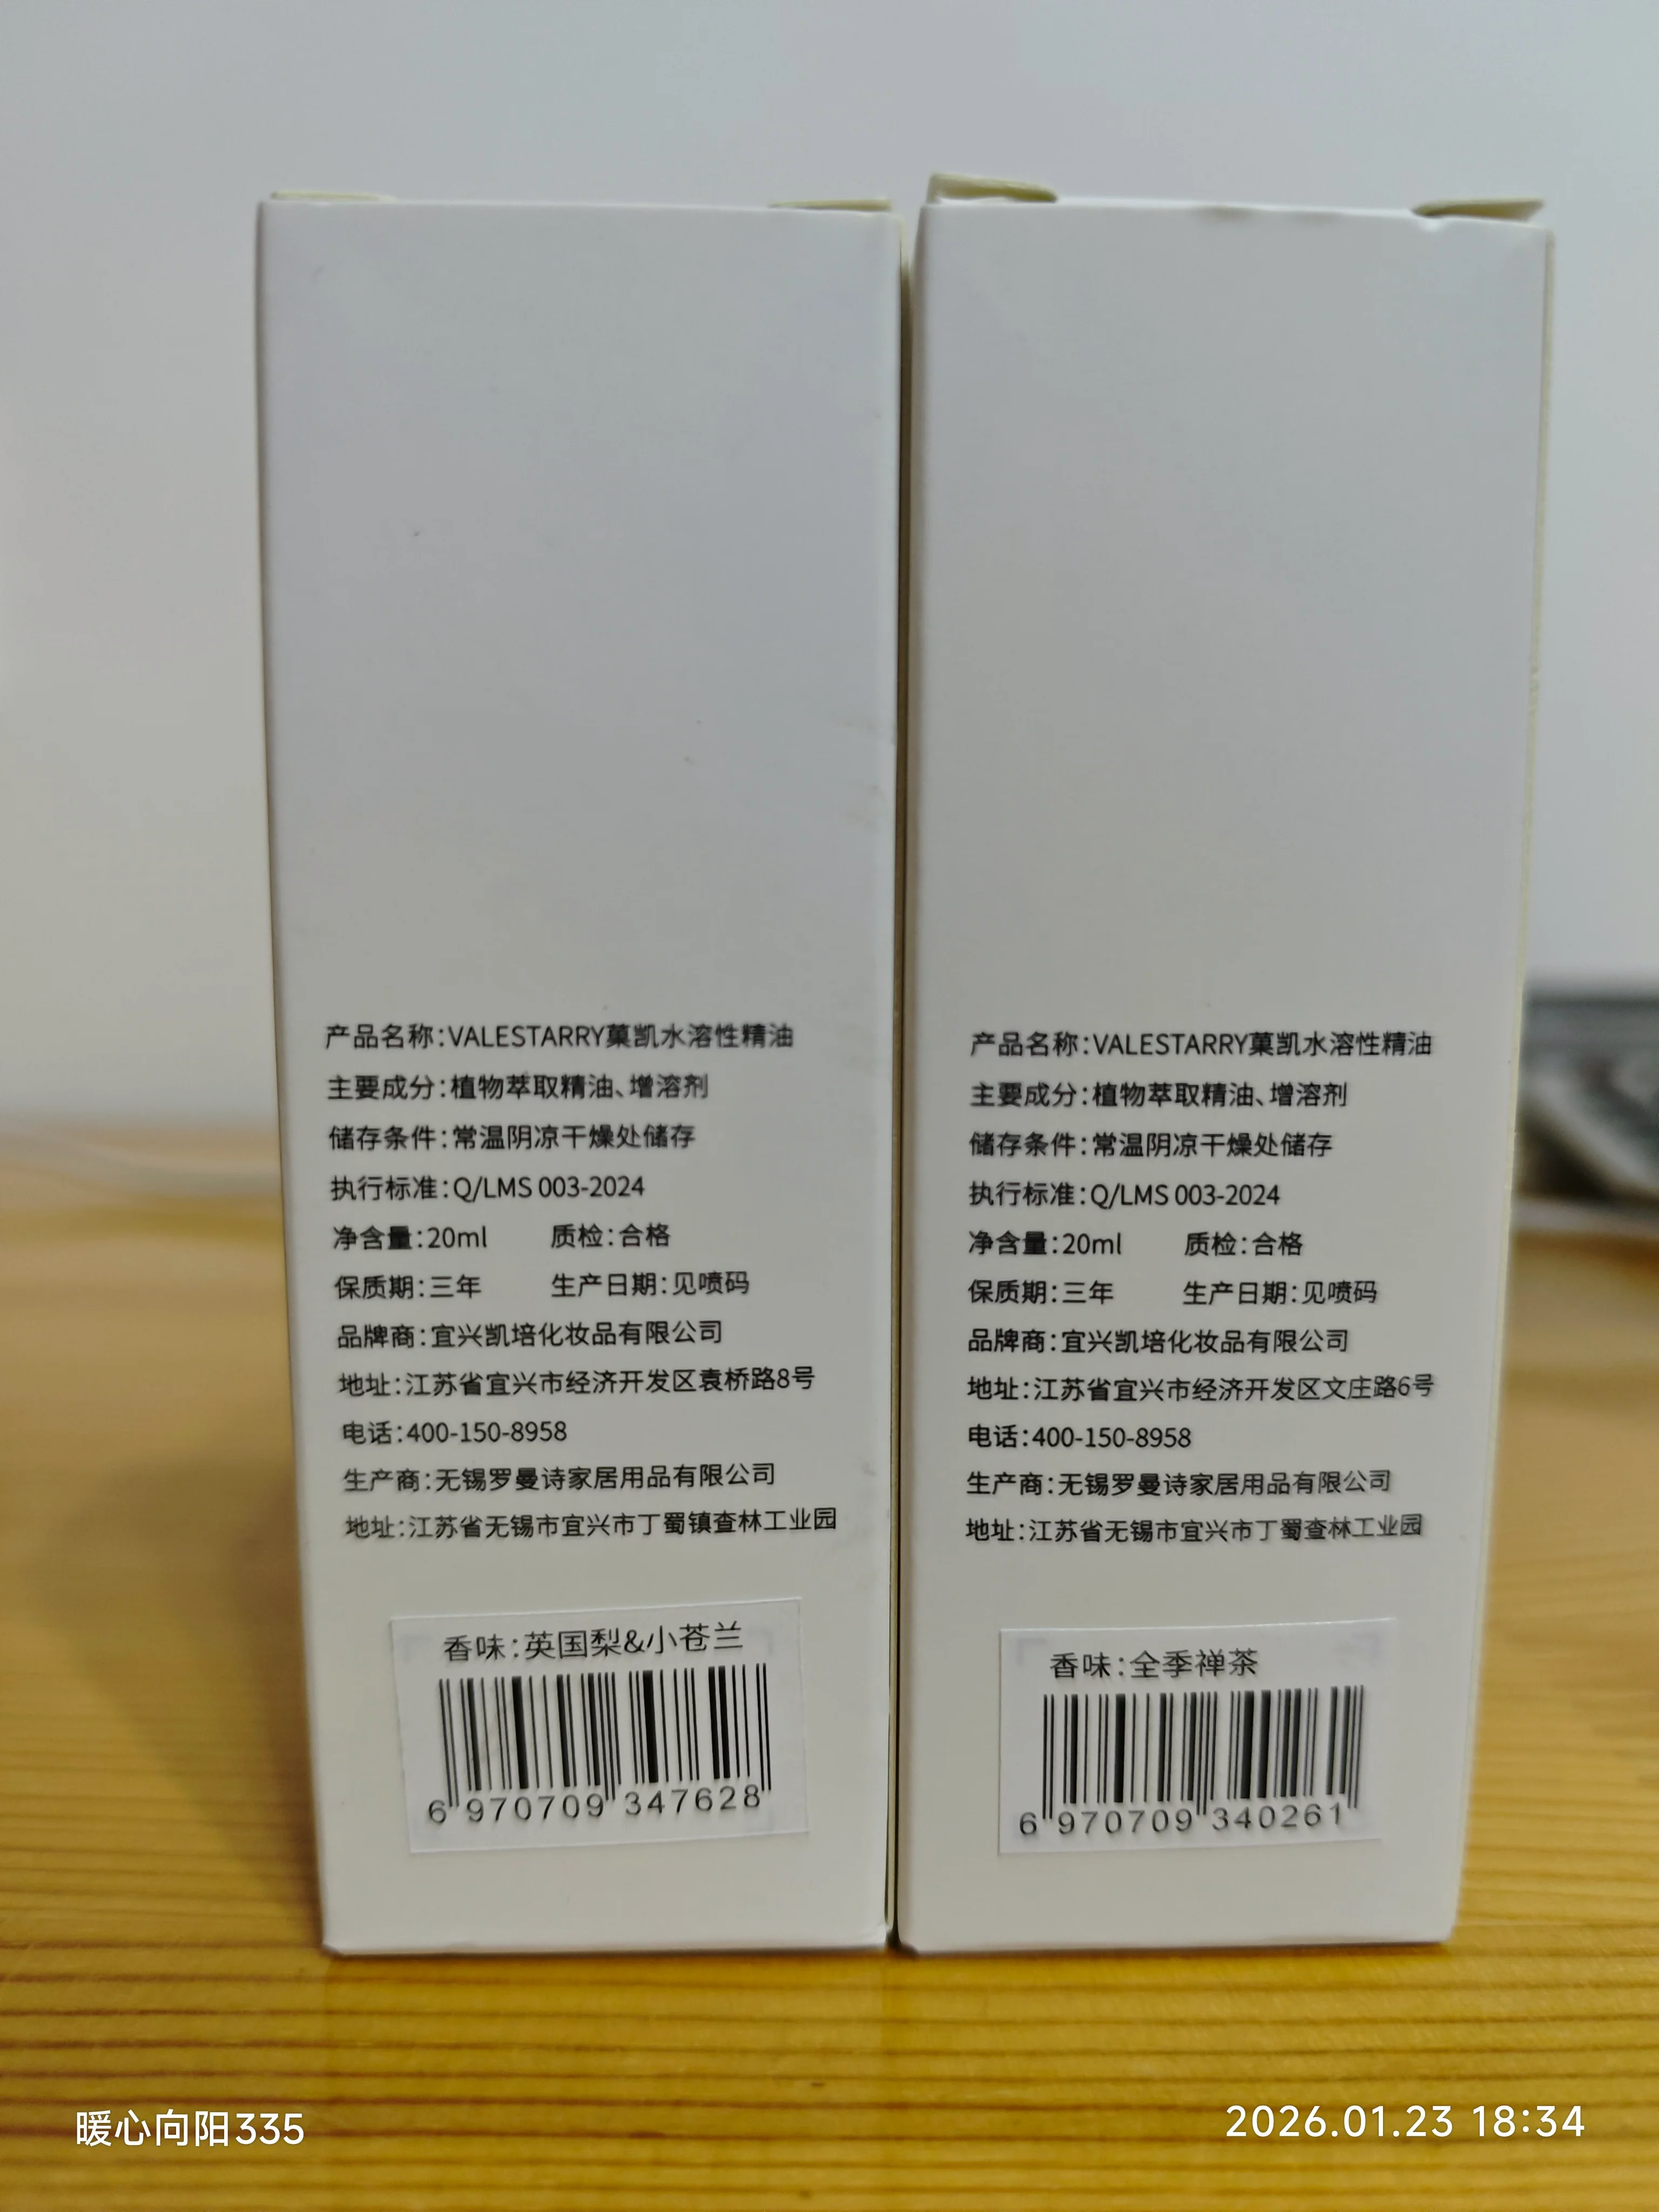 产品名称:VALESTARRY菓凯水溶性精油
主要成分:植物萃取精油、增溶剂
储存条件:常温阴凉干燥处储存
执行标准:Q/LMS 003-2024
净含量:20ml 质检:合格
保质期:三年 生产日期:见喷码
品牌商:宜兴凯培化妆品有限公司
地址:江苏省宜兴市经济开发区袁桥路8号
电话:400-150-8958
生产商:无锡罗曼诗家居用品有限公司
地址:江苏省无锡市宜兴市丁蜀镇查林工业园
香味:英国梨&小苍兰
6 970709 347628
产品名称:VALESTARRY菓凯水溶性精油
主要成分:植物萃取精油、增溶剂
储存条件:常温阴凉干燥处储存
执行标准:Q/LMS 003-2024
净含量:20ml 质检:合格
保质期:三年 生产日期:见喷码
品牌商:宜兴凯培化妆品有限公司
地址:江苏省宜兴市经济开发区文庄路6号
电话:400-150-8958
生产商:无锡罗曼诗家居用品有限公司
地址:江苏省无锡市宜兴市丁蜀查林工业园
香味:全季禅茶
6 970709 340261
暖心向阳335
2026.01.23 18:34